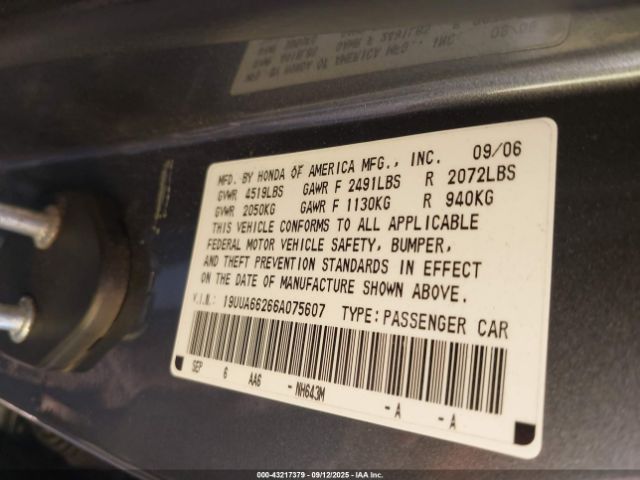 MFD. BY HONDA OF AMERICA MFG., INC. 09/06
GVWR 4519LBS GAWR F 2491LBS R 2072LBS
GVWR 2050KG GAWR F 1130KG R 940KG
THIS VEHICLE CONFORMS TO ALL APPLICABLE
FEDERAL MOTOR VEHICLE SAFETY, BUMPER,
AND THEFT PREVENTION STANDARDS IN EFFECT
ON THE DATE OF MANUFACTURE SHOWN ABOVE.
V.I.N.: 19UUA66266A075607 TYPE:PASSENGER CAR
SEP 6 AA6 -NH643M -A -A
000-43217379 - 09/12/2025 - IAA Inc.